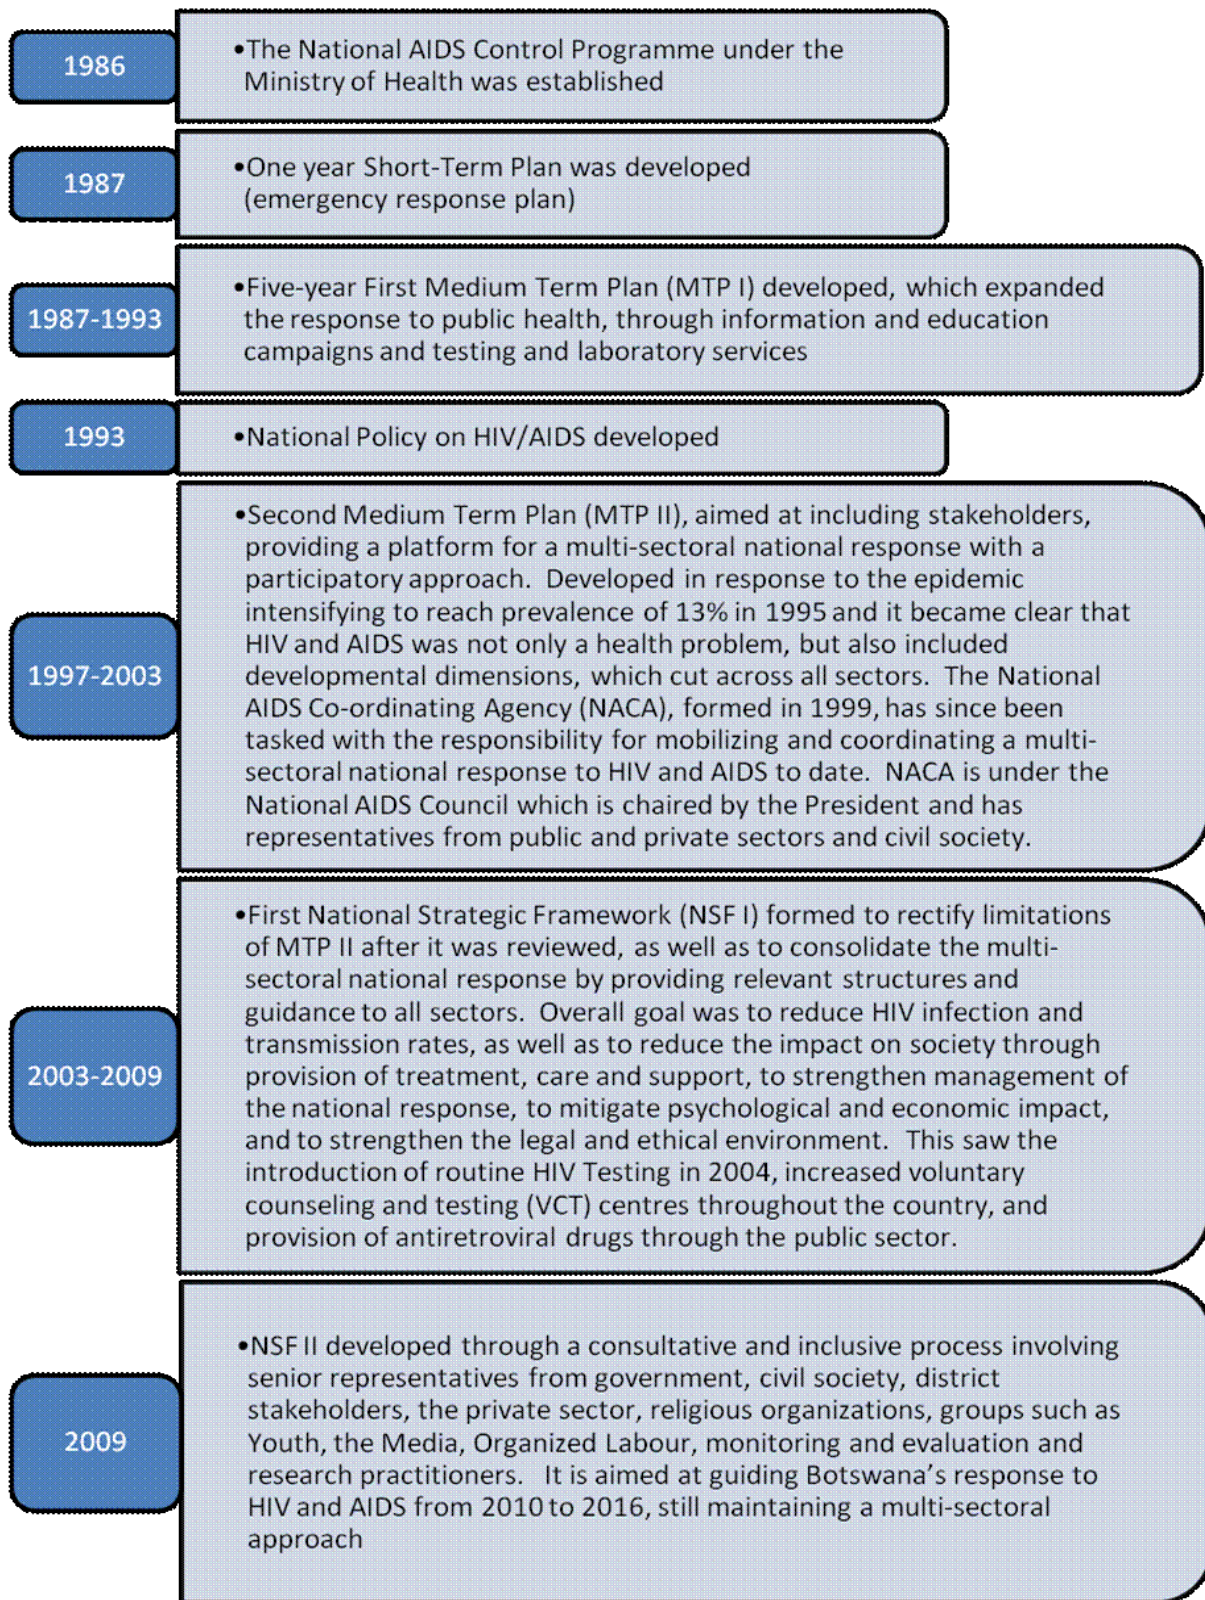 1986
•The National AIDS Control Programme under the
Ministry of Health was established
1987
•One year Short-Term Plan was developed
(emergency response plan)
1987-1993
•Five-year First Medium Term Plan (MTP I) developed, which expanded
the response to public health, through information and education
campaigns and testing and laboratory services
1993
•National Policy on HIV/AIDS developed
1997-2003
•Second Medium Term Plan (MTP II), aimed at including stakeholders,
providing a platform for a multi-sectoral national response with a
participatory approach. Developed in response to the epidemic
intensifying to reach prevalence of 13% in 1995 and it became clear that
HIV and AIDS was not only a health problem, but also included
developmental dimensions, which cut across all sectors. The National
AIDS Co-ordinating Agency (NACA), formed in 1999, has since been
tasked with the responsibility for mobilizing and coordinating a multi-
sectoral national response to HIV and AIDS to date. NACA is under the
National AIDS Council which is chaired by the President and has
representatives from public and private sectors and civil society.
2003-2009
•First National Strategic Framework (NSF I) formed to rectify limitations
of MTP II after it was reviewed, as well as to consolidate the multi-
sectoral national response by providing relevant structures and
guidance to all sectors. Overall goal was to reduce HIV infection and
transmission rates, as well as to reduce the impact on society through
provision of treatment, care and support, to strengthen management of
the national response, to mitigate psychological and economic impact,
and to strengthen the legal and ethical environment. This saw the
introduction of routine HIV Testing in 2004, increased voluntary
counseling and testing (VCT) centres throughout the country, and
provision of antiretroviral drugs through the public sector.
2009
•NSF II developed through a consultative and inclusive process involving
senior representatives from government, civil society, district
stakeholders, the private sector, religious organizations, groups such as
Youth, the Media, Organized Labour, monitoring and evaluation and
research practitioners. It is aimed at guiding Botswana's response to
HIV and AIDS from 2010 to 2016, still maintaining a multi-sectoral
approach